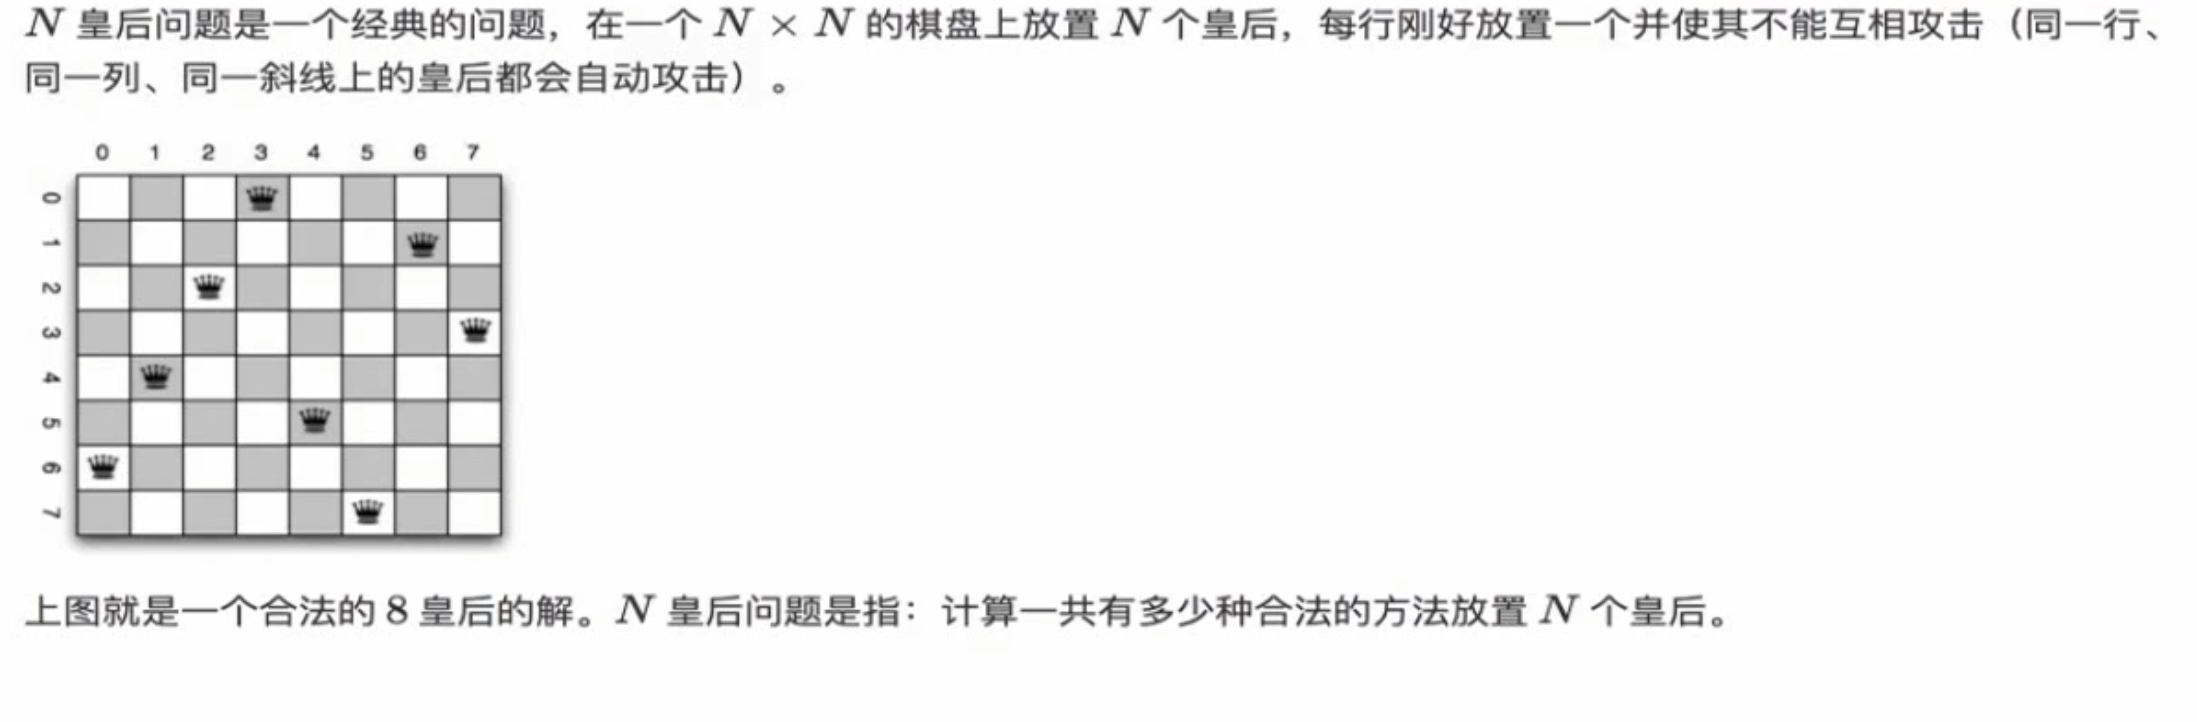 N 皇后问题是一个经典的问题，在一个 N × N 的棋盘上放置 N 个皇后，每行刚好放置一个并使其不能互相攻击（同一行、
同一列、同一斜线上的皇后都会自动攻击）。
0 1 2 3 4 5 6 7
0
1
2
3
4
5
6
7
上图就是一个合法的 8 皇后的解。N 皇后问题是指：计算一共有多少种合法的方法放置 N 个皇后。